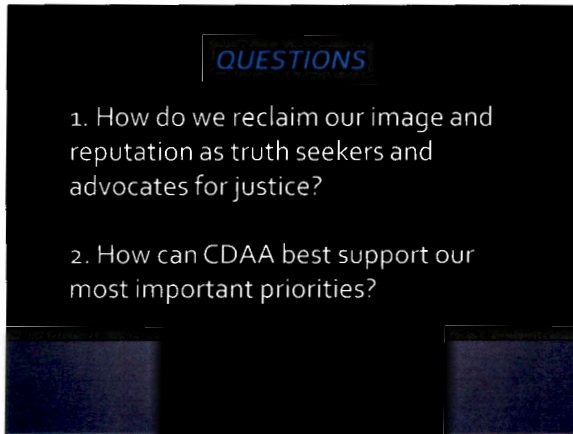 QUESTIONS
1. How do we reclaim our image and
reputation as truth seekers and
advocates for justice?
2. How can CDAA best support our
most important priorities?